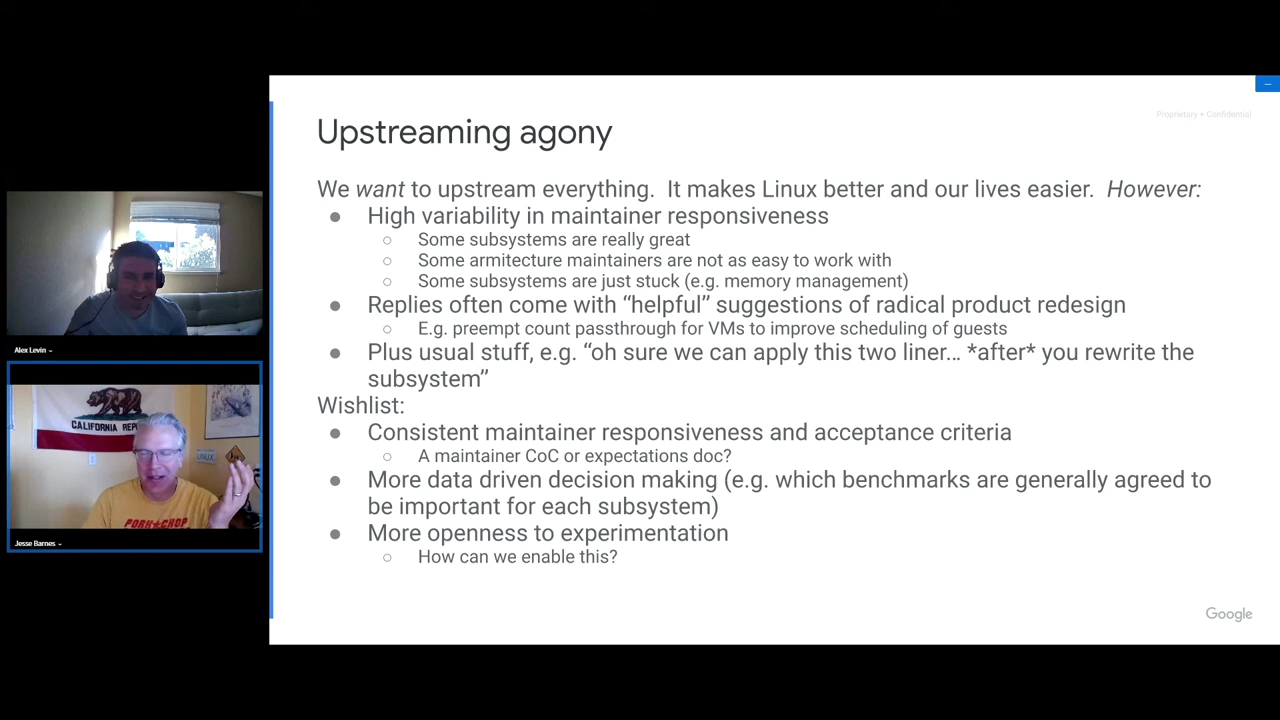 Proprietary + Confidential
Upstreaming agony
We want to upstream everything.  It makes Linux better and our lives easier.  However:
● High variability in maintainer responsiveness
○ Some subsystems are really great
○ Some armitecture maintainers are not as easy to work with
○ Some subsystems are just stuck (e.g. memory management)
● Replies often come with “helpful” suggestions of radical product redesign
○ E.g. preempt count passthrough for VMs to improve scheduling of guests
● Plus usual stuff, e.g. “oh sure we can apply this two liner… *after* you rewrite the
subsystem”
Wishlist:
● Consistent maintainer responsiveness and acceptance criteria
○ A maintainer CoC or expectations doc?
● More data driven decision making (e.g. which benchmarks are generally agreed to
be important for each subsystem)
● More openness to experimentation
○ How can we enable this?
Google
Alex Levin
CALIFORNIA REP
LINUX
PORK★CHOP
Jesse Barnes